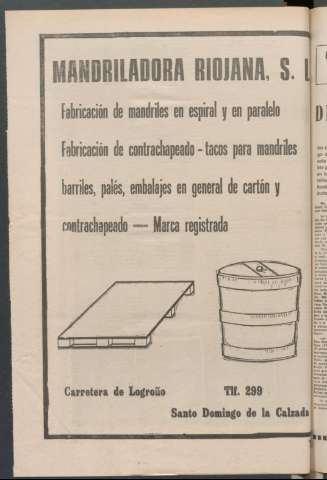 MANDRILADORA RIOJANA, S. L
Fabricación de mandriles en espiral y en paralelo
Fabricación de contrachapeado - tacos para mandriles
barriles, palés, embalajes en general de cartón y
contrachapeado — Marca registrada
Carretera de Logroño
Tlf. 299
Santo Domingo de la Calzada